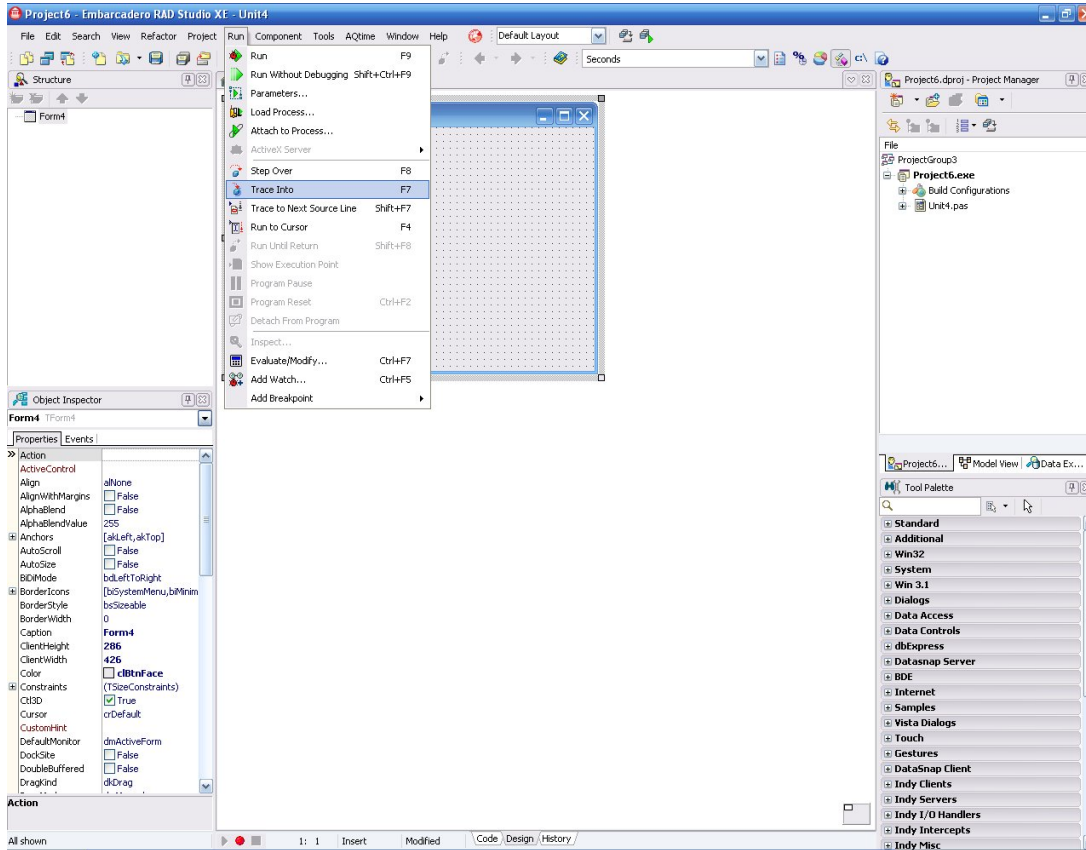 Project6 - Embarcadero RAD Studio XE - Unit4
File Edit Search View Refactor Project Run Component Tools AQtime Window Help
Default Layout
Seconds
Structure
Form4
Run F9
Run Without Debugging Shift+Ctrl+F9
Parameters...
Load Process...
Attach to Process...
ActiveX Server
Step Over F8
Trace Into F7
Trace to Next Source Line Shift+F7
Run to Cursor F4
Run Until Return Shift+F8
Show Execution Point
Program Pause
Program Reset Ctrl+F2
Detach From Program
Inspect...
Evaluate/Modify... Ctrl+F7
Add Watch... Ctrl+F5
Add Breakpoint
Object Inspector
Form4 TForm4
Properties Events
Action
ActiveControl
Align alNone
AlignWithMargins False
AlphaBlend False
AlphaBlendValue 255
Anchors [akLeft,akTop]
AutoScroll False
AutoSize False
BiDiMode bdLeftToRight
BorderIcons [biSystemMenu,biMinim
BorderStyle bsSizeable
BorderWidth 0
Caption Form4
ClientHeight 286
ClientWidth 426
Color clBtnFace
Constraints (TSizeConstraints)
Ctl3D True
Cursor crDefault
CustomHint
DefaultMonitor dmActiveForm
DockSite False
DoubleBuffered False
DragKind dkDrag
Action
All shown
1: 1 Insert Modified Code Design History
Project6.dproj - Project Manager
File
ProjectGroup3
Project6.exe
Build Configurations
Unit4.pas
Project6... Model View Data Ex...
Tool Palette
Standard
Additional
Win32
System
Win 3.1
Dialogs
Data Access
Data Controls
dbExpress
Datasnap Server
BDE
Internet
Samples
Vista Dialogs
Touch
Gestures
DataSnap Client
Indy Clients
Indy Servers
Indy I/O Handlers
Indy Intercepts
Indy Misc